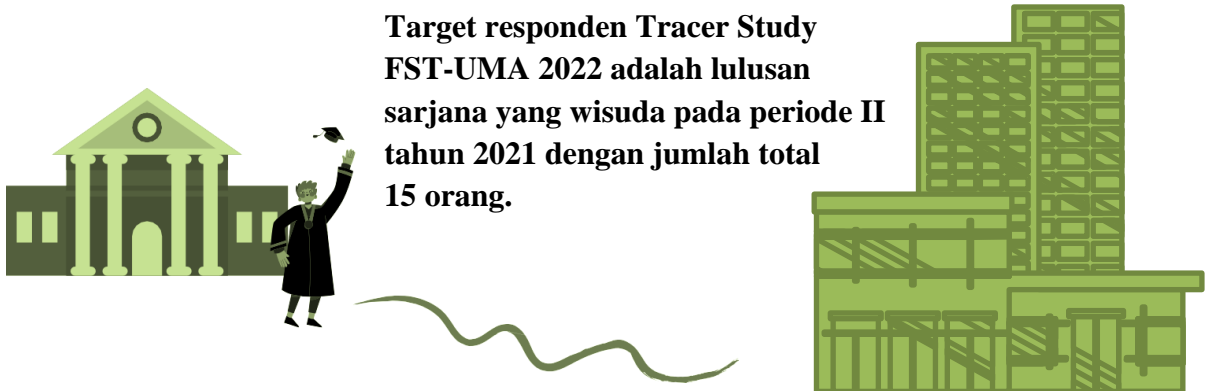 Target responden Tracer Study
FST-UMA 2022 adalah lulusan
sarjana yang wisuda pada periode II
tahun 2021 dengan jumlah total
15 orang.